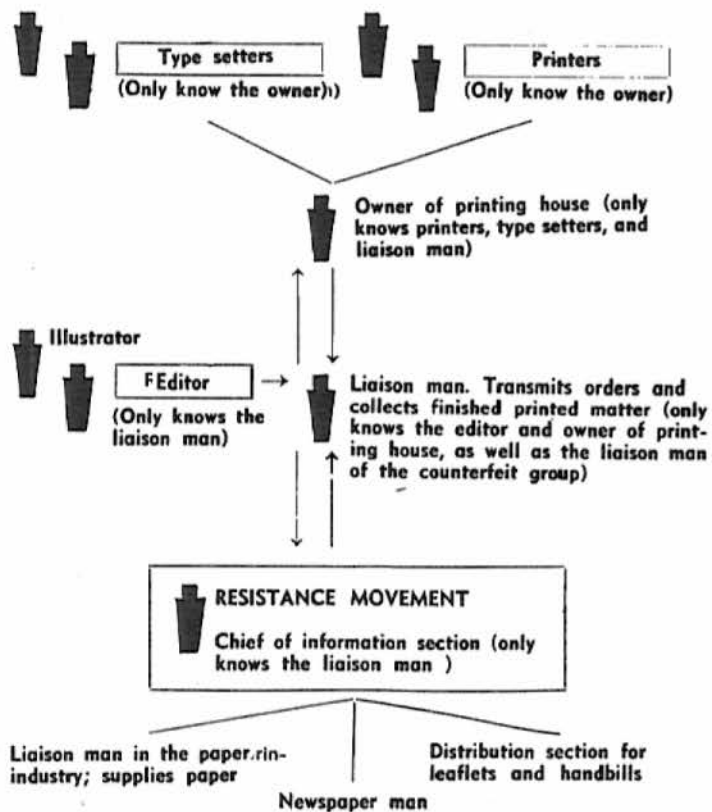 Type setters
(Only know the owner)ı)
Printers
(Only know the owner)
Owner of printing house (only
knows printers, type setters, and
liaison man)
Illustrator
FEditor
(Only knows the
liaison man)
Liaison man. Transmits orders and
collects finished printed matter (only
knows the editor and owner of print-
ing house, as well as the liaison man
of the counterfeit group)
RESISTANCE MOVEMENT
Chief of information section (only
knows the liaison man )
Liaison man in the paper.rin-
industry; supplies paper
Newspaper man
Distribution section for
leaflets and handbills